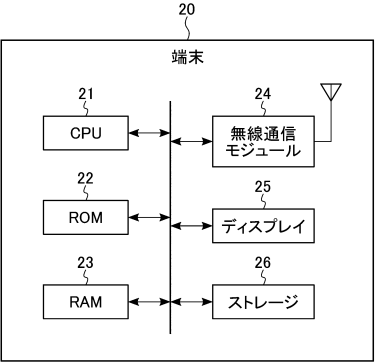 20
端末
21
CPU
22
ROM
23
RAM
24
無線通信
モジュール
25
ディスプレイ
26
ストレージ